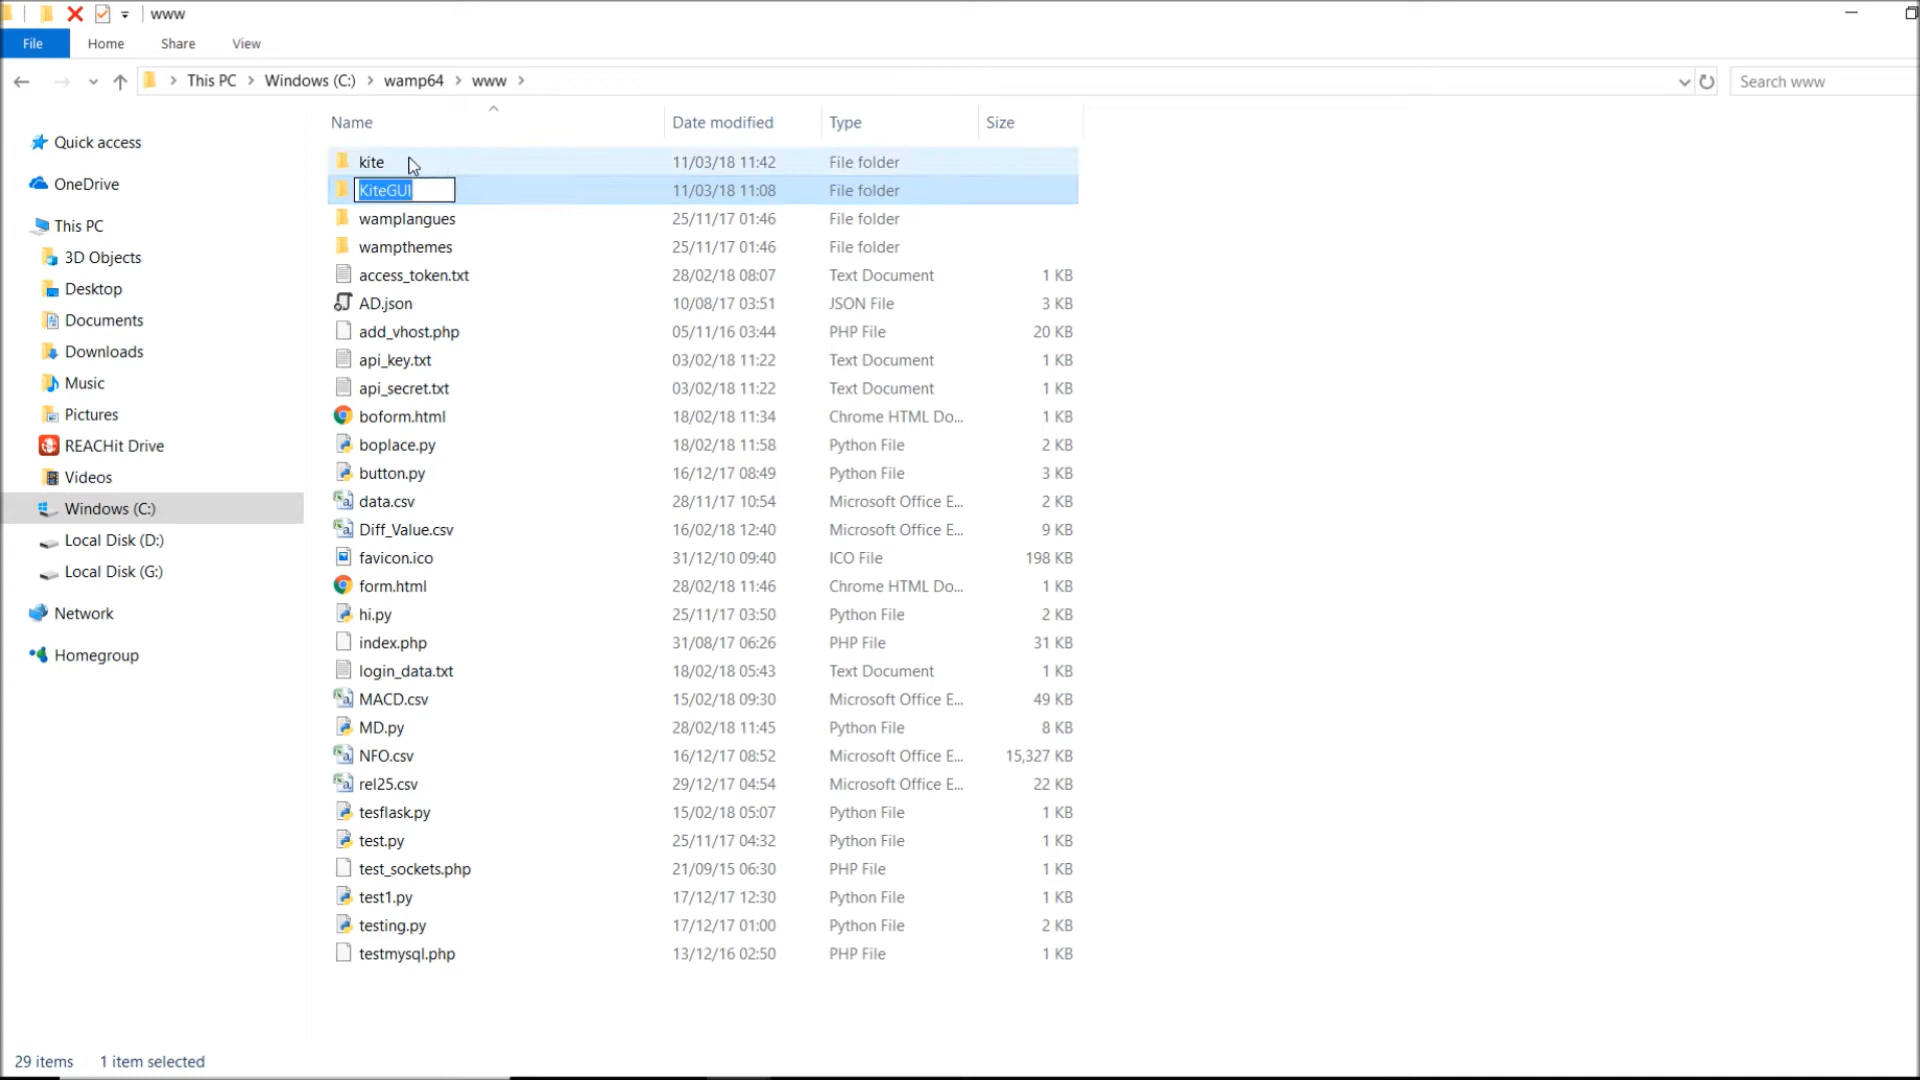 www
File Home Share View
This PC Windows (C:) wamp64 www Search www
Name Date modified Type Size
Quick access
OneDrive
This PC
3D Objects
Desktop
Documents
Downloads
Music
Pictures
REACHit Drive
Videos
Windows (C:)
Local Disk (D:)
Local Disk (G:)
Network
Homegroup
kite 11/03/18 11:42 File folder
KiteGUI 11/03/18 11:08 File folder
wamplangues 25/11/17 01:46 File folder
wampthemes 25/11/17 01:46 File folder
access_token.txt 28/02/18 08:07 Text Document 1 KB
AD.json 10/08/17 03:51 JSON File 3 KB
add_vhost.php 05/11/16 03:44 PHP File 20 KB
api_key.txt 03/02/18 11:22 Text Document 1 KB
api_secret.txt 03/02/18 11:22 Text Document 1 KB
boform.html 18/02/18 11:34 Chrome HTML Do... 1 KB
boplace.py 18/02/18 11:58 Python File 2 KB
button.py 16/12/17 08:49 Python File 3 KB
data.csv 28/11/17 10:54 Microsoft Office E... 2 KB
Diff_Value.csv 16/02/18 12:40 Microsoft Office E... 9 KB
favicon.ico 31/12/10 09:40 ICO File 198 KB
form.html 28/02/18 11:46 Chrome HTML Do... 1 KB
hi.py 25/11/17 03:50 Python File 2 KB
index.php 31/08/17 06:26 PHP File 31 KB
login_data.txt 18/02/18 05:43 Text Document 1 KB
MACD.csv 15/02/18 09:30 Microsoft Office E... 49 KB
MD.py 28/02/18 11:45 Python File 8 KB
NFO.csv 16/12/17 08:52 Microsoft Office E... 15,327 KB
rel25.csv 29/12/17 04:54 Microsoft Office E... 22 KB
tesflask.py 15/02/18 05:07 Python File 1 KB
test.py 25/11/17 04:32 Python File 1 KB
test_sockets.php 21/09/15 06:30 PHP File 1 KB
test1.py 17/12/17 12:30 Python File 1 KB
testing.py 17/12/17 01:00 Python File 2 KB
testmysql.php 13/12/16 02:50 PHP File 1 KB
29 items 1 item selected